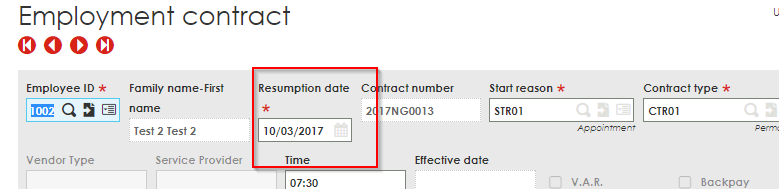 Employment contract
U
Employee ID * Family name-First name Resumption date * Contract number Start reason * Contract type *
1002 Test 2 Test 2 10/03/2017 2017NG0013 STR01 CTR01
Appointment Perma
Vendor Type Service Provider Time Effective date
07:30 V.A.R. Backpay